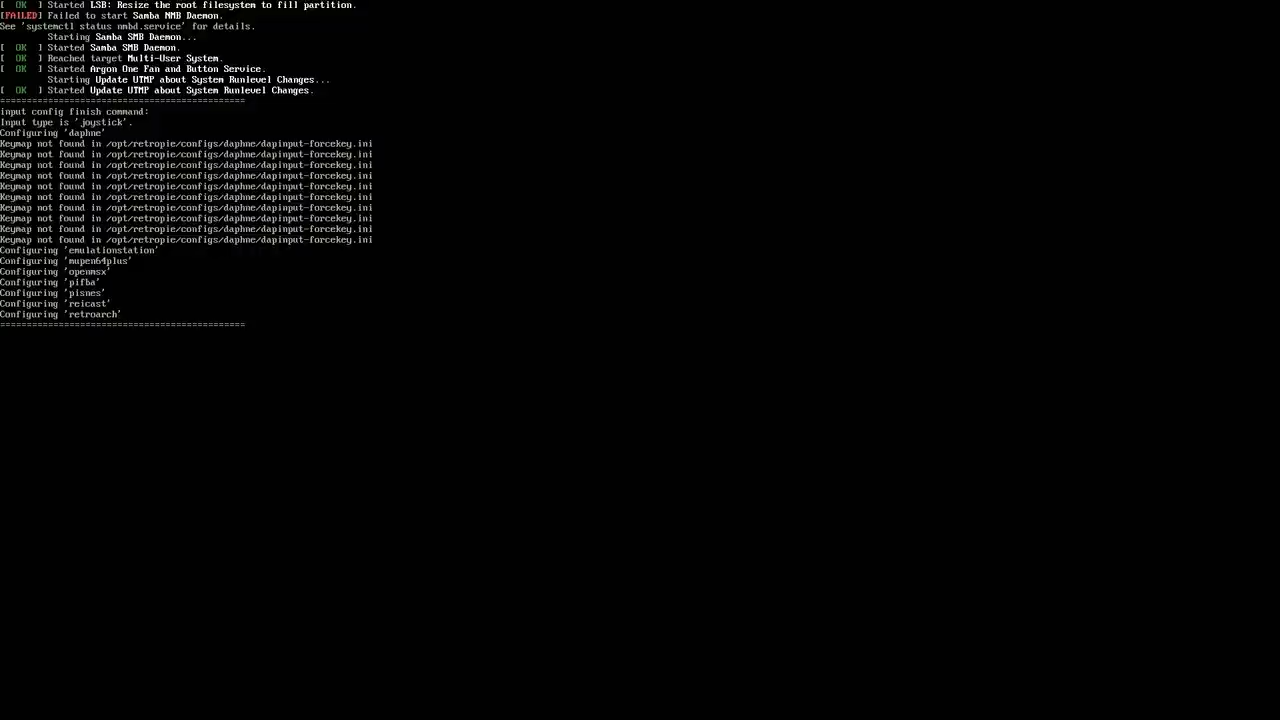 [  OK  ] Started LSB: Resize the root filesystem to fill partition.
[FAILED] Failed to start Samba NMB Daemon.
See 'systemctl status nmbd.service' for details.
         Starting Samba SMB Daemon...
[  OK  ] Started Samba SMB Daemon.
[  OK  ] Reached target Multi-User System.
[  OK  ] Started Argon One Fan and Button Service.
         Starting Update UTMP about System Runlevel Changes...
[  OK  ] Started Update UTMP about System Runlevel Changes.
==============================================
input config finish command:
Input type is 'joystick'.
Configuring 'daphne'
Keymap not found in /opt/retropie/configs/daphne/dapinput-forcekey.ini
Keymap not found in /opt/retropie/configs/daphne/dapinput-forcekey.ini
Keymap not found in /opt/retropie/configs/daphne/dapinput-forcekey.ini
Keymap not found in /opt/retropie/configs/daphne/dapinput-forcekey.ini
Keymap not found in /opt/retropie/configs/daphne/dapinput-forcekey.ini
Keymap not found in /opt/retropie/configs/daphne/dapinput-forcekey.ini
Keymap not found in /opt/retropie/configs/daphne/dapinput-forcekey.ini
Keymap not found in /opt/retropie/configs/daphne/dapinput-forcekey.ini
Keymap not found in /opt/retropie/configs/daphne/dapinput-forcekey.ini
Keymap not found in /opt/retropie/configs/daphne/dapinput-forcekey.ini
Configuring 'emulationstation'
Configuring 'mupen64plus'
Configuring 'openmsx'
Configuring 'pifba'
Configuring 'pisnes'
Configuring 'reicast'
Configuring 'retroarch'
==============================================